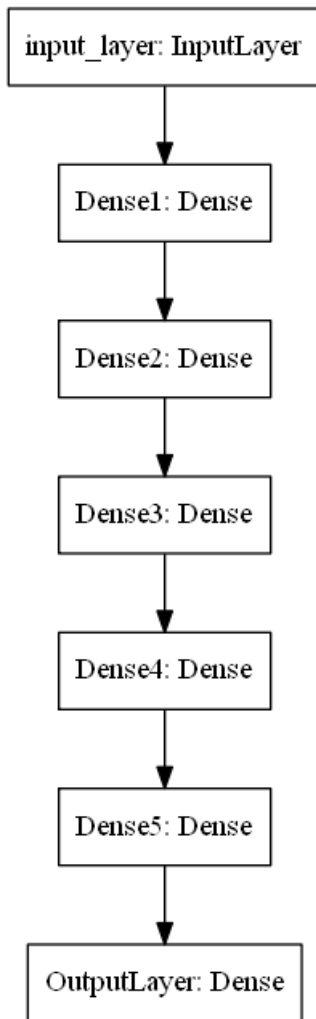 input_layer: InputLayer
Dense1: Dense
Dense2: Dense
Dense3: Dense
Dense4: Dense
Dense5: Dense
OutputLayer: Dense